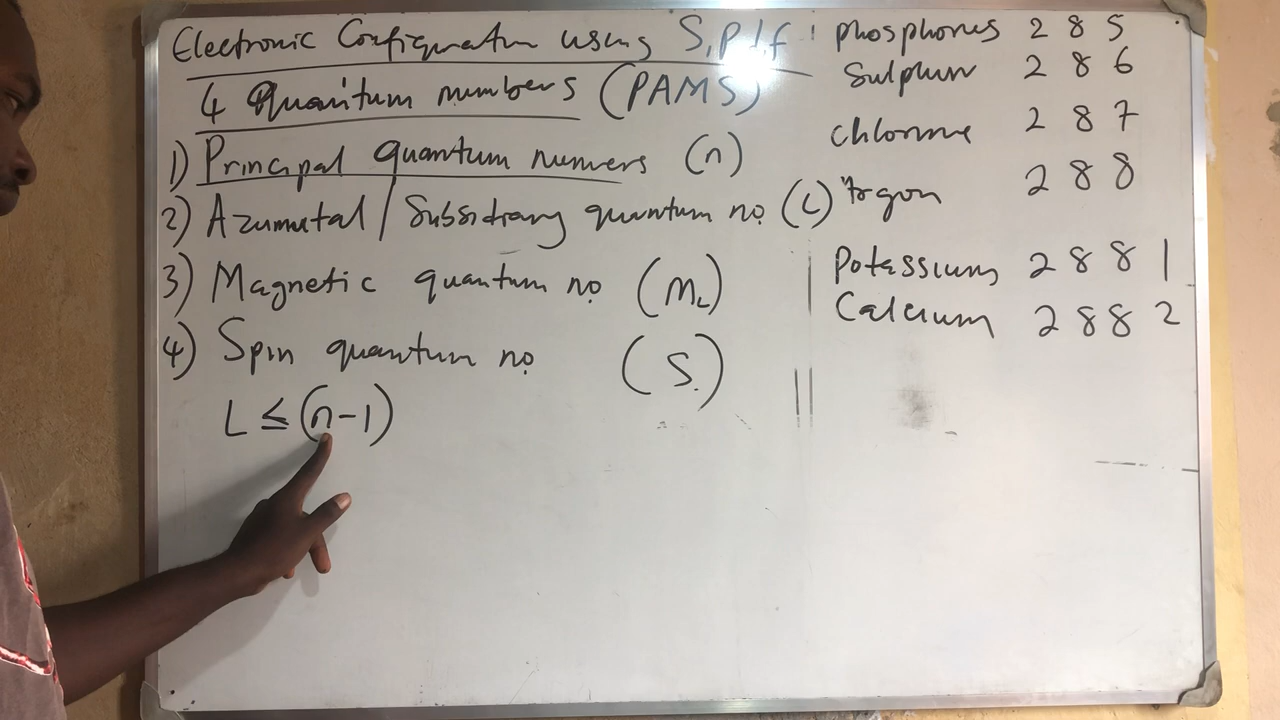 Electronic Configuration using S,P,d,f
4 Quantum numbers (PAMS)
1) Principal quantum numers (n)
2) Azumutal / Subsidiary quantum no (L)
3) Magnetic quantum no (ML)
4) Spin quantum no (S)
L ≤ (n-1)
phosphorus 2 8 5
Sulphur 2 8 6
chlorine 2 8 7
Argon 2 8 8
Potassium 2 8 8 1
Calcium 2 8 8 2